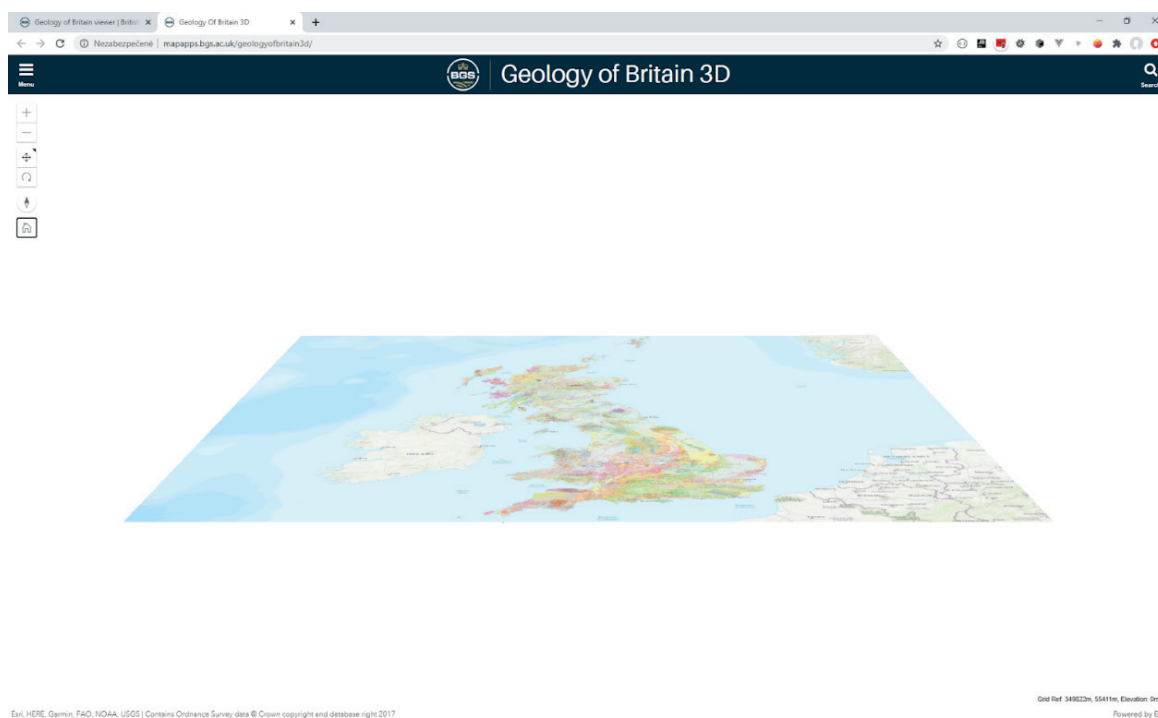 Geology of Britain viewer | British
Geology Of Britain 3D
Nezabezpečené | mapapps.bgs.ac.uk/geologyofbritain3d/
Menu
BGS
Geology of Britain 3D
Search
Grid Ref: 349822m, 55411m, Elevation: 0m
Esri, HERE, Garmin, FAO, NOAA, USGS | Contains Ordnance Survey data © Crown copyright and database right 2017
Powered by E